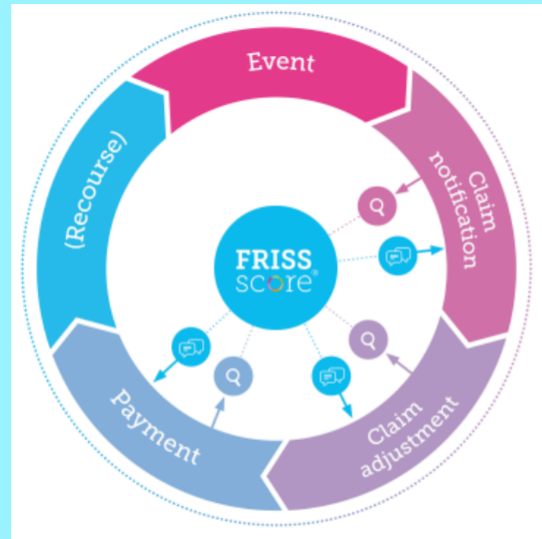 Event
Claim
notification
Claim
adjustment
Payment
(Recourse)
FRISS
score®